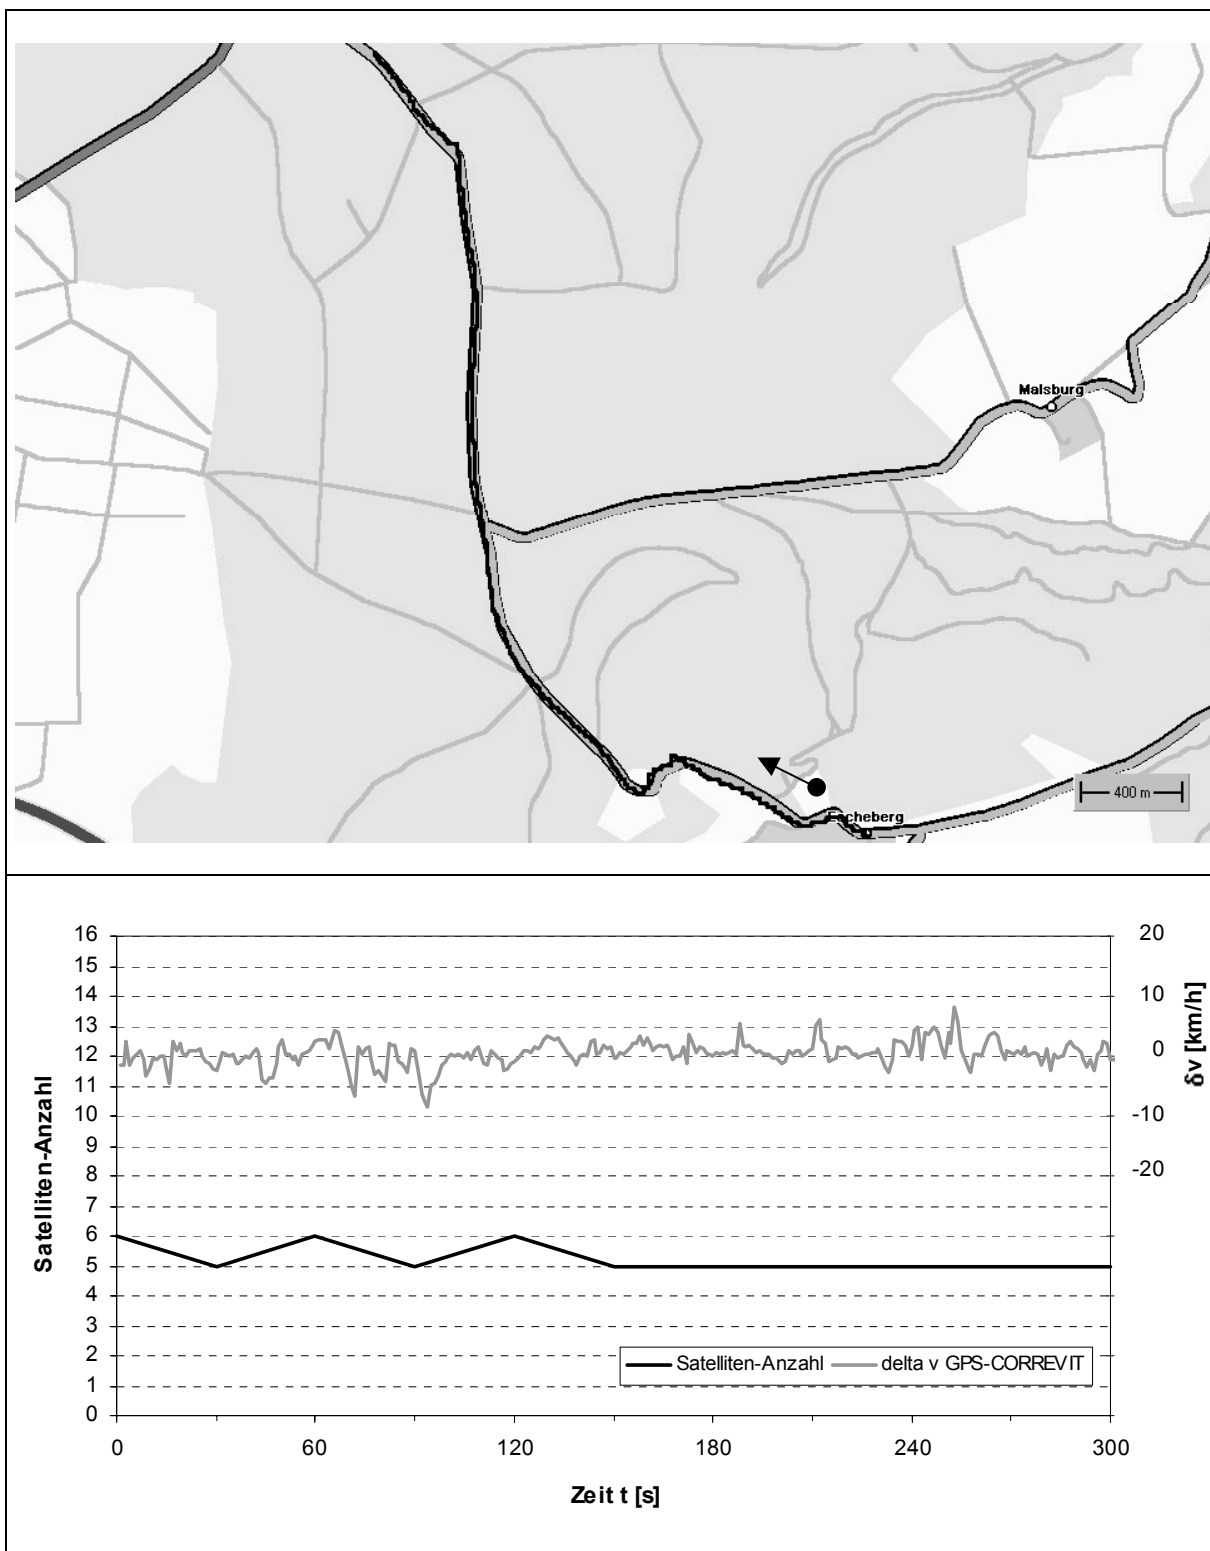 Malsburg
400 m
Escheberg
16
15
14
13
12
11
10
9
8
7
6
5
4
3
2
1
0
Satelliten-Anzahl
20
10
0
-10
-20
δv [km/h]
Satelliten-Anzahl
delta v GPS-CORREVIT
0 60 120 180 240 300
Zeit t [s]